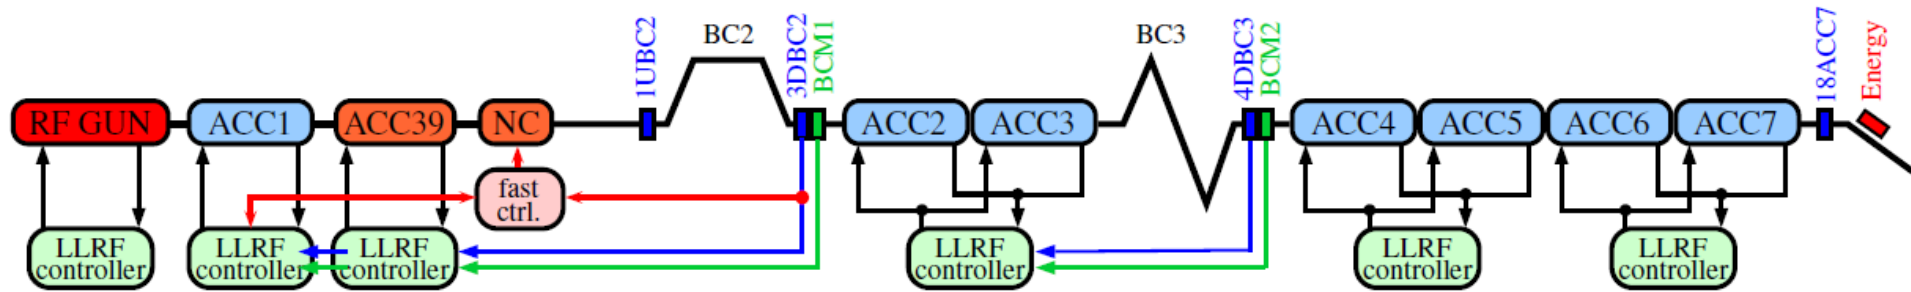 1UBC2
BC2
3DBC2
BCM1
BC3
4DBC3
BCM2
18ACC7
Energy
RF GUN
ACC1
ACC39
NC
ACC2
ACC3
ACC4
ACC5
ACC6
ACC7
fast
ctrl.
LLRF
controller
LLRF
controller
LLRF
controller
LLRF
controller
LLRF
controller
LLRF
controller